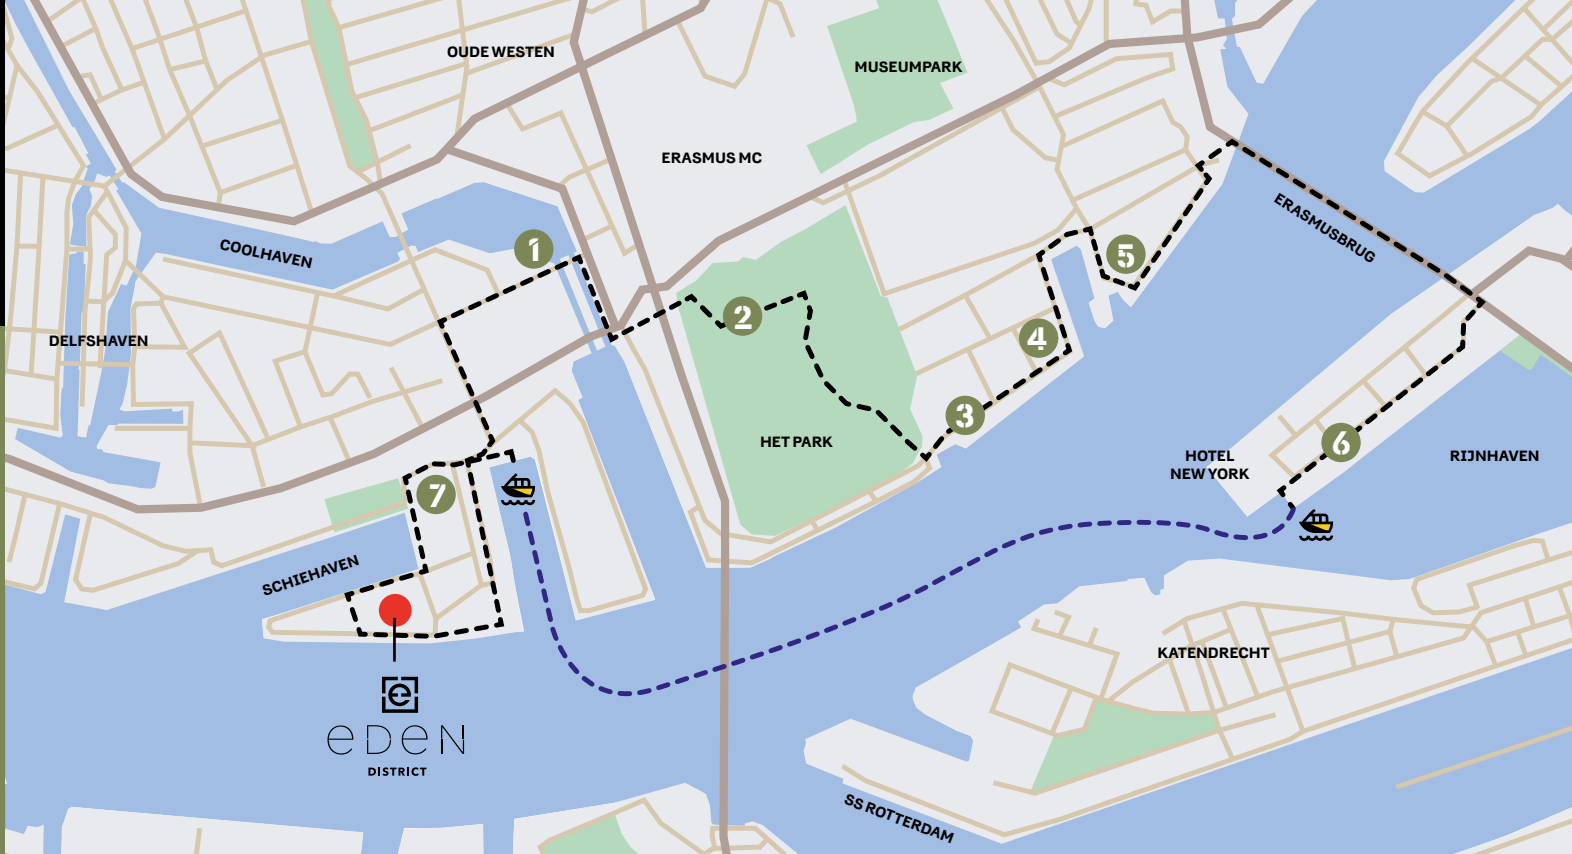 OUDE WESTEN
MUSEUMPARK
ERASMUS MC
COOLHAVEN
1
ERASMUSBRUG
5
2
DELFSHAVEN
4
3
HET PARK
6
HOTEL
NEW YORK
RIJNHAVEN
7
SCHIEHAVEN
KATENDRECHT
e
eDeN
DISTRICT
SS ROTTERDAM